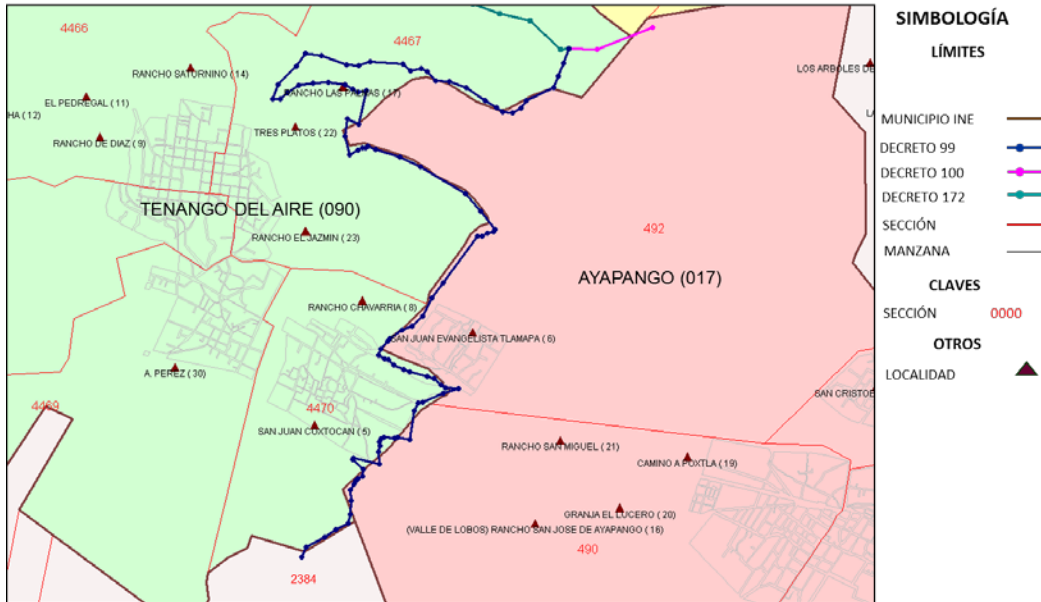 4466
4467
RANCHO SATORNINO ( 14)
RANCHO LAS PALMAS ( 17)
EL PEDREGAL ( 11)
HA ( 12)
RANCHO DE DIAZ ( 9)
TRES PLATOS ( 22)
LOS ARBOLES DE
LA
TENANGO DEL AIRE (090)
RANCHO EL JAZMIN ( 23)
492
AYAPANGO (017)
RANCHO CHAVARRIA ( 8)
SAN JUAN EVANGELISTA TLAMAPA ( 6)
A. PEREZ ( 30)
SAN CRISTOB
4469
4470
SAN JUAN COXTOCAN ( 5)
RANCHO SAN MIGUEL ( 21)
CAMINO A POXTLA ( 19)
GRANJA EL LUCERO ( 20)
(VALLE DE LOBOS) RANCHO SAN JOSE DE AYAPANGO ( 16)
490
2384
SIMBOLOGÍA
LÍMITES
MUNICIPIO INE
DECRETO 99
DECRETO 100
DECRETO 172
SECCIÓN
MANZANA
CLAVES
SECCIÓN 0000
OTROS
LOCALIDAD